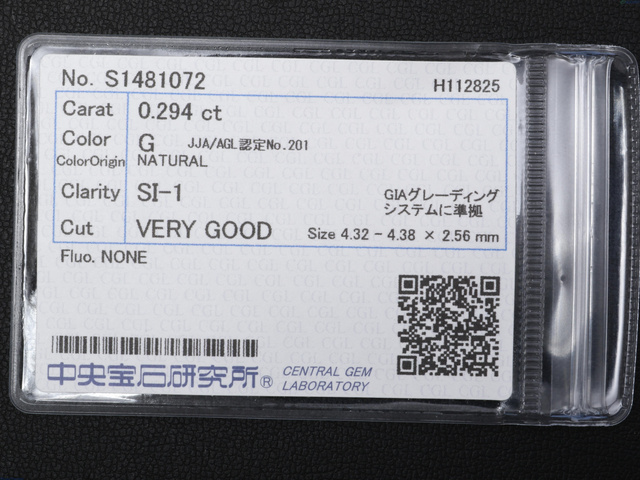 No. S1481072
H112825
Carat 0.294 ct
Color G JJA/AGL認定No.201
ColorOrigin NATURAL
Clarity SI-1
GIAグレーディング
システムに準拠
Cut VERY GOOD
Size 4.32 - 4.38 × 2.56 mm
Fluo. NONE
中央宝石研究所®
CENTRAL GEM
LABORATORY